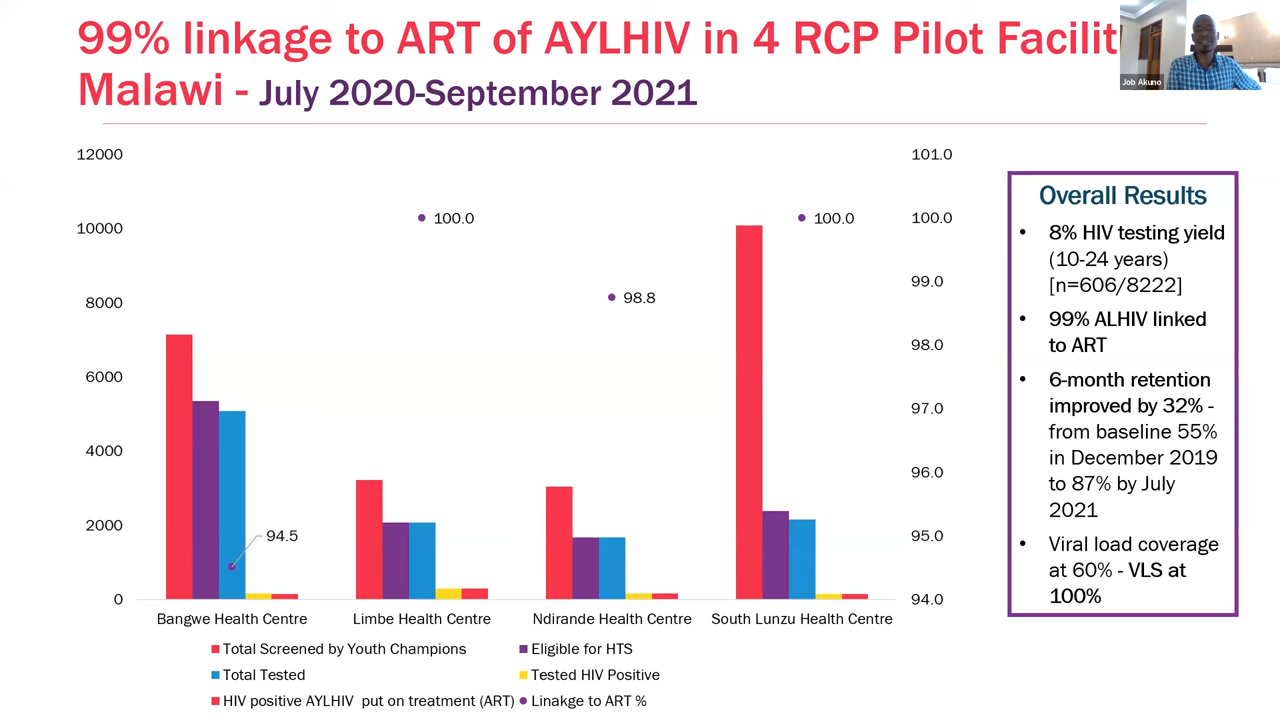 99% linkage to ART of AYLHIV in 4 RCP Pilot Facilit
Malawi - July 2020-September 2021
Job Akuno
12000
10000
8000
6000
4000
2000
0
101.0
100.0
99.0
98.0
97.0
96.0
95.0
94.0
94.5
100.0
98.8
100.0
Bangwe Health Centre
Limbe Health Centre
Ndirande Health Centre
South Lunzu Health Centre
Total Screened by Youth Champions
Eligible for HTS
Total Tested
Tested HIV Positive
HIV positive AYLHIV put on treatment (ART)
Linakge to ART %
Overall Results
• 8% HIV testing yield
(10-24 years)
[n=606/8222]
• 99% ALHIV linked
to ART
• 6-month retention
improved by 32% -
from baseline 55%
in December 2019
to 87% by July
2021
• Viral load coverage
at 60% - VLS at
100%